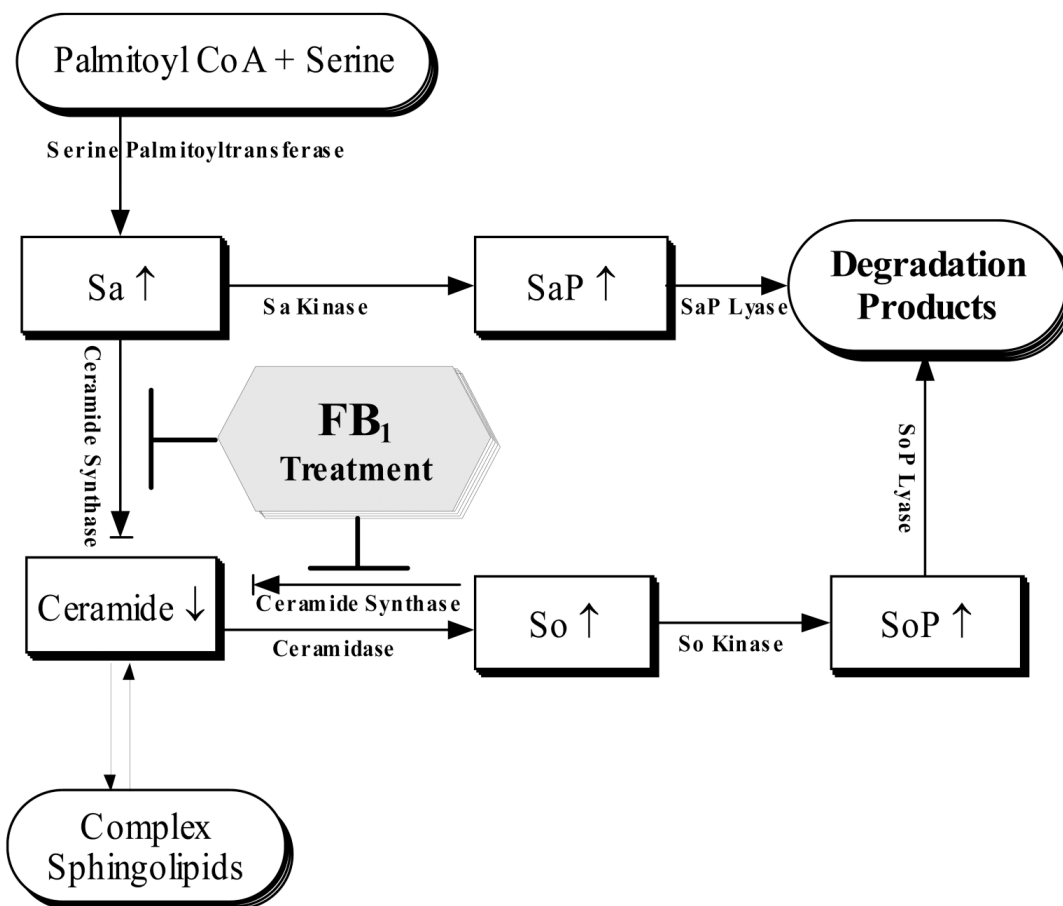 Palmitoyl CoA + Serine
Serine Palmitoyltransferase
Sa ↑
Sa Kinase
SaP ↑
SaP Lyase
Degradation
Products
Ceramide Synthase
FB₁
Treatment
SoP Lyase
Ceramide ↓
Ceramide Synthase
Ceramidase
So ↑
So Kinase
SoP ↑
Complex
Sphingolipids